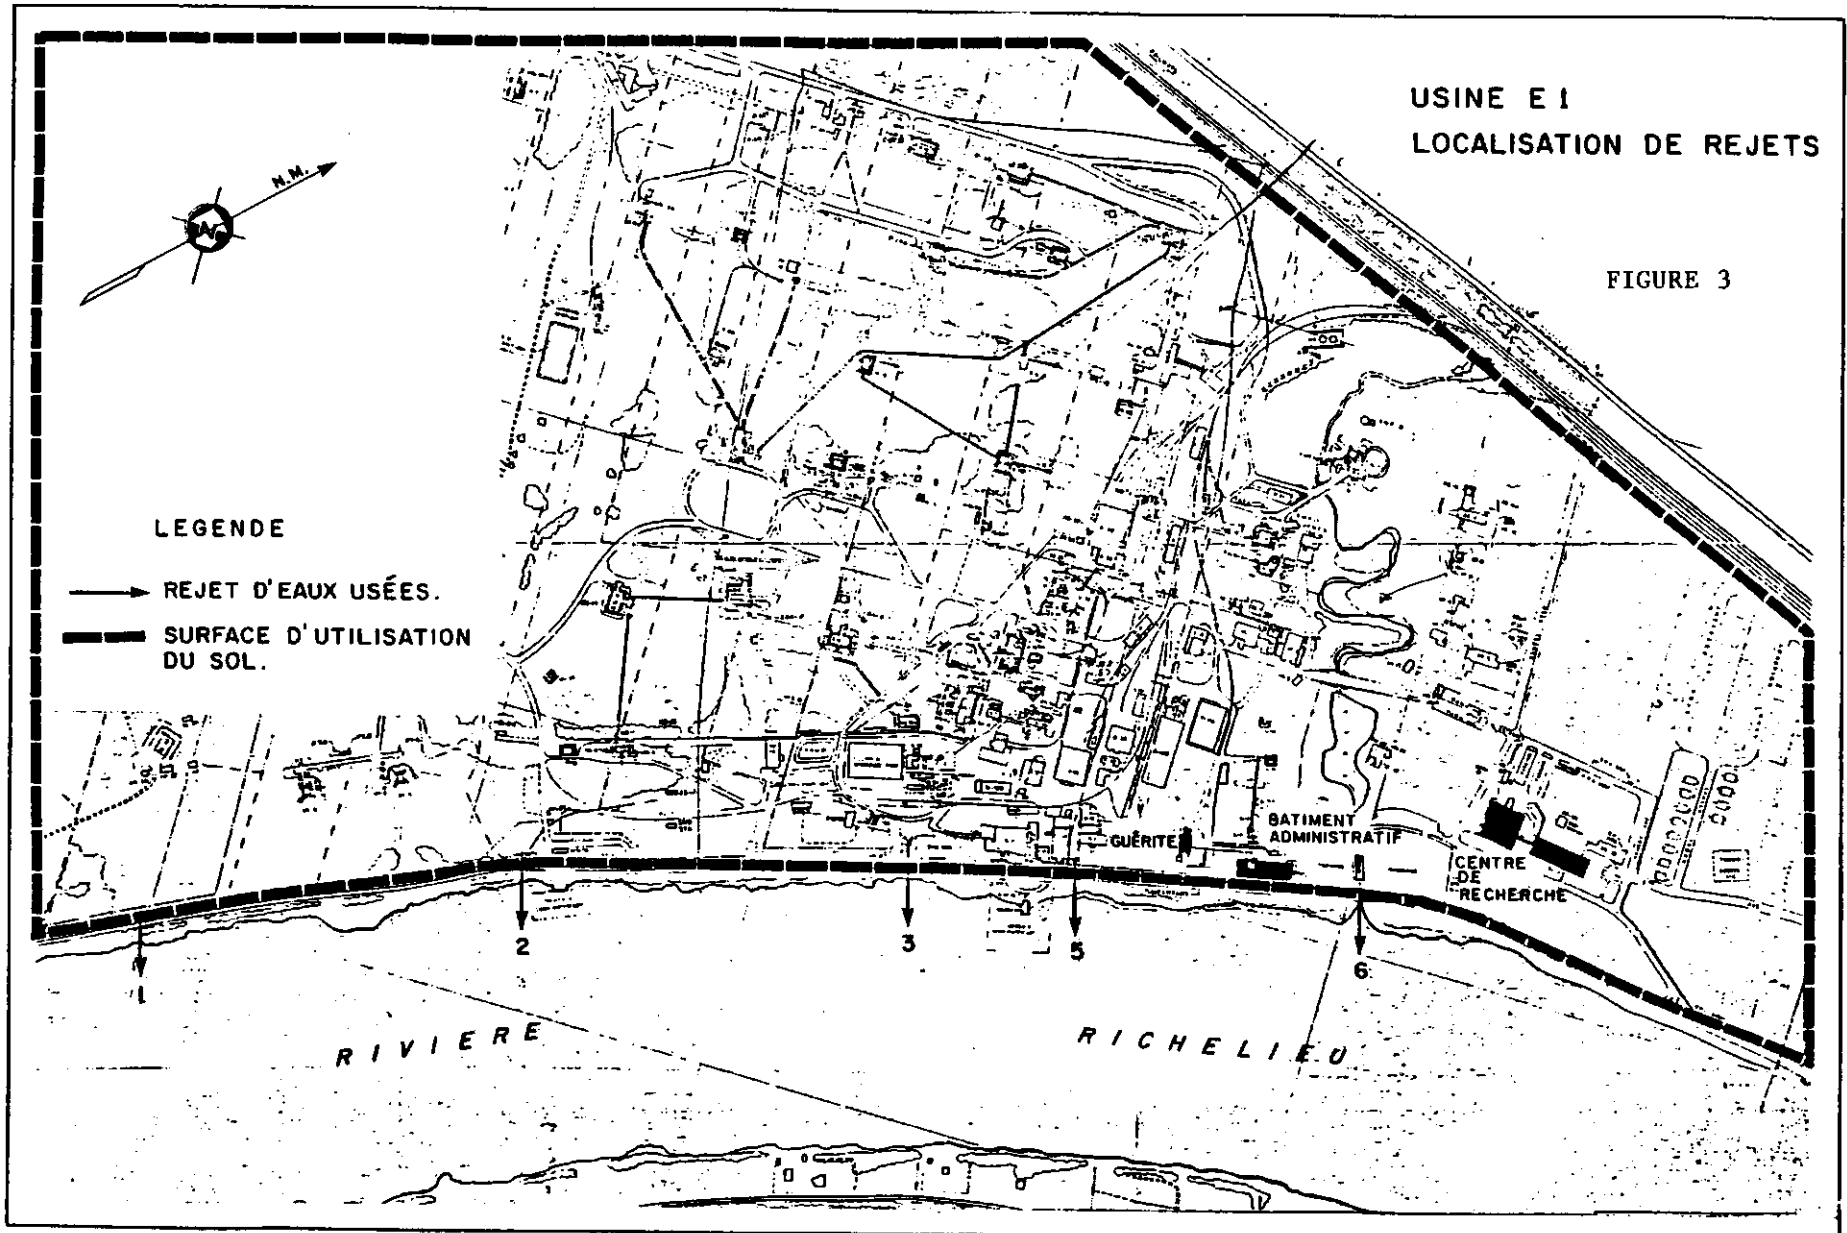 USINE E I
LOCALISATION DE REJETS
FIGURE 3
N.M.
LEGENDE
REJET D'EAUX USÉES.
SURFACE D'UTILISATION
DU SOL.
GUÉRITE
BATIMENT
ADMINISTRATIF
CENTRE
DE
RECHERCHE
1
2
3
5
6
RIVIERE RICHELIEU